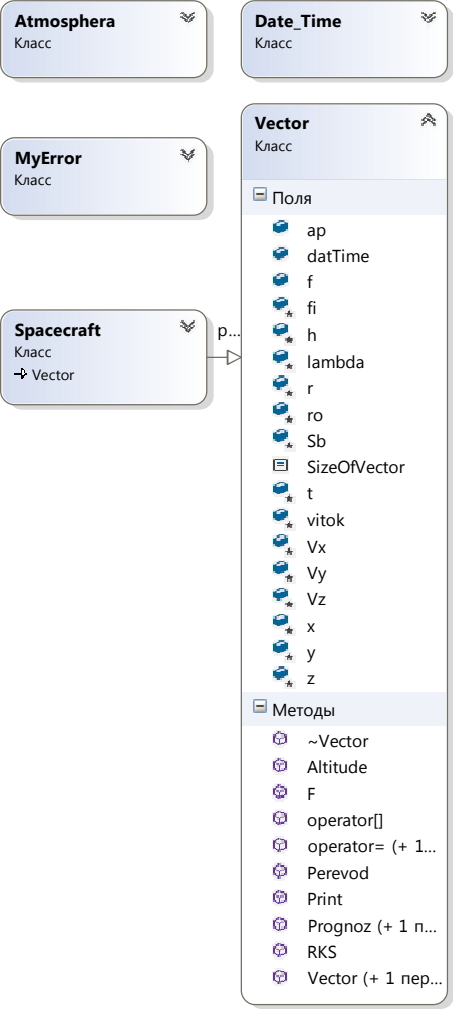 Atmosphera
Класс
Date_Time
Класс
MyError
Класс
Spacecraft
Класс
Vector
p...
Vector
Класс
Поля
ap
datTime
f
fi
h
lambda
r
ro
Sb
SizeOfVector
t
vitok
Vx
Vy
Vz
x
y
z
Методы
~Vector
Altitude
F
operator[]
operator= (+ 1...
Perevod
Print
Prognoz (+ 1 п...
RKS
Vector (+ 1 пер...